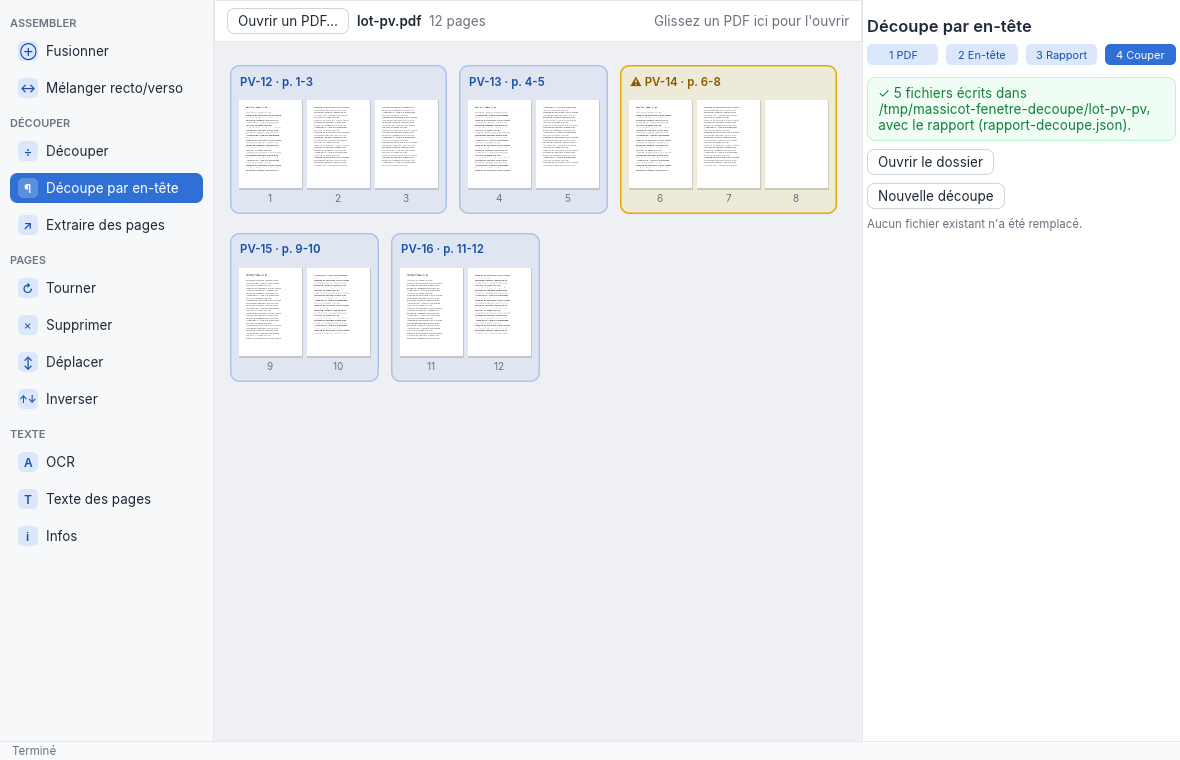 ASSEMBLER
Fusionner
Mélanger recto/verso
DÉCOUPER
Découper
Découpe par en-tête
Extraire des pages
PAGES
Tourner
Supprimer
Déplacer
Inverser
TEXTE
OCR
Texte des pages
Infos
Ouvrir un PDF… lot-pv.pdf 12 pages Glissez un PDF ici pour l'ouvrir
PV-12 · p. 1-3
1 2 3
PV-13 · p. 4-5
4 5
PV-14 · p. 6-8
6 7 8
PV-15 · p. 9-10
9 10
PV-16 · p. 11-12
11 12
Découpe par en-tête
1 PDF 2 En-tête 3 Rapport 4 Couper
✓ 5 fichiers écrits dans
/tmp/massicot-fenetre-decoupe/lot-pv-pv,
avec le rapport (rapport-decoupe.json).
Ouvrir le dossier
Nouvelle découpe
Aucun fichier existant n'a été remplacé.
Terminé